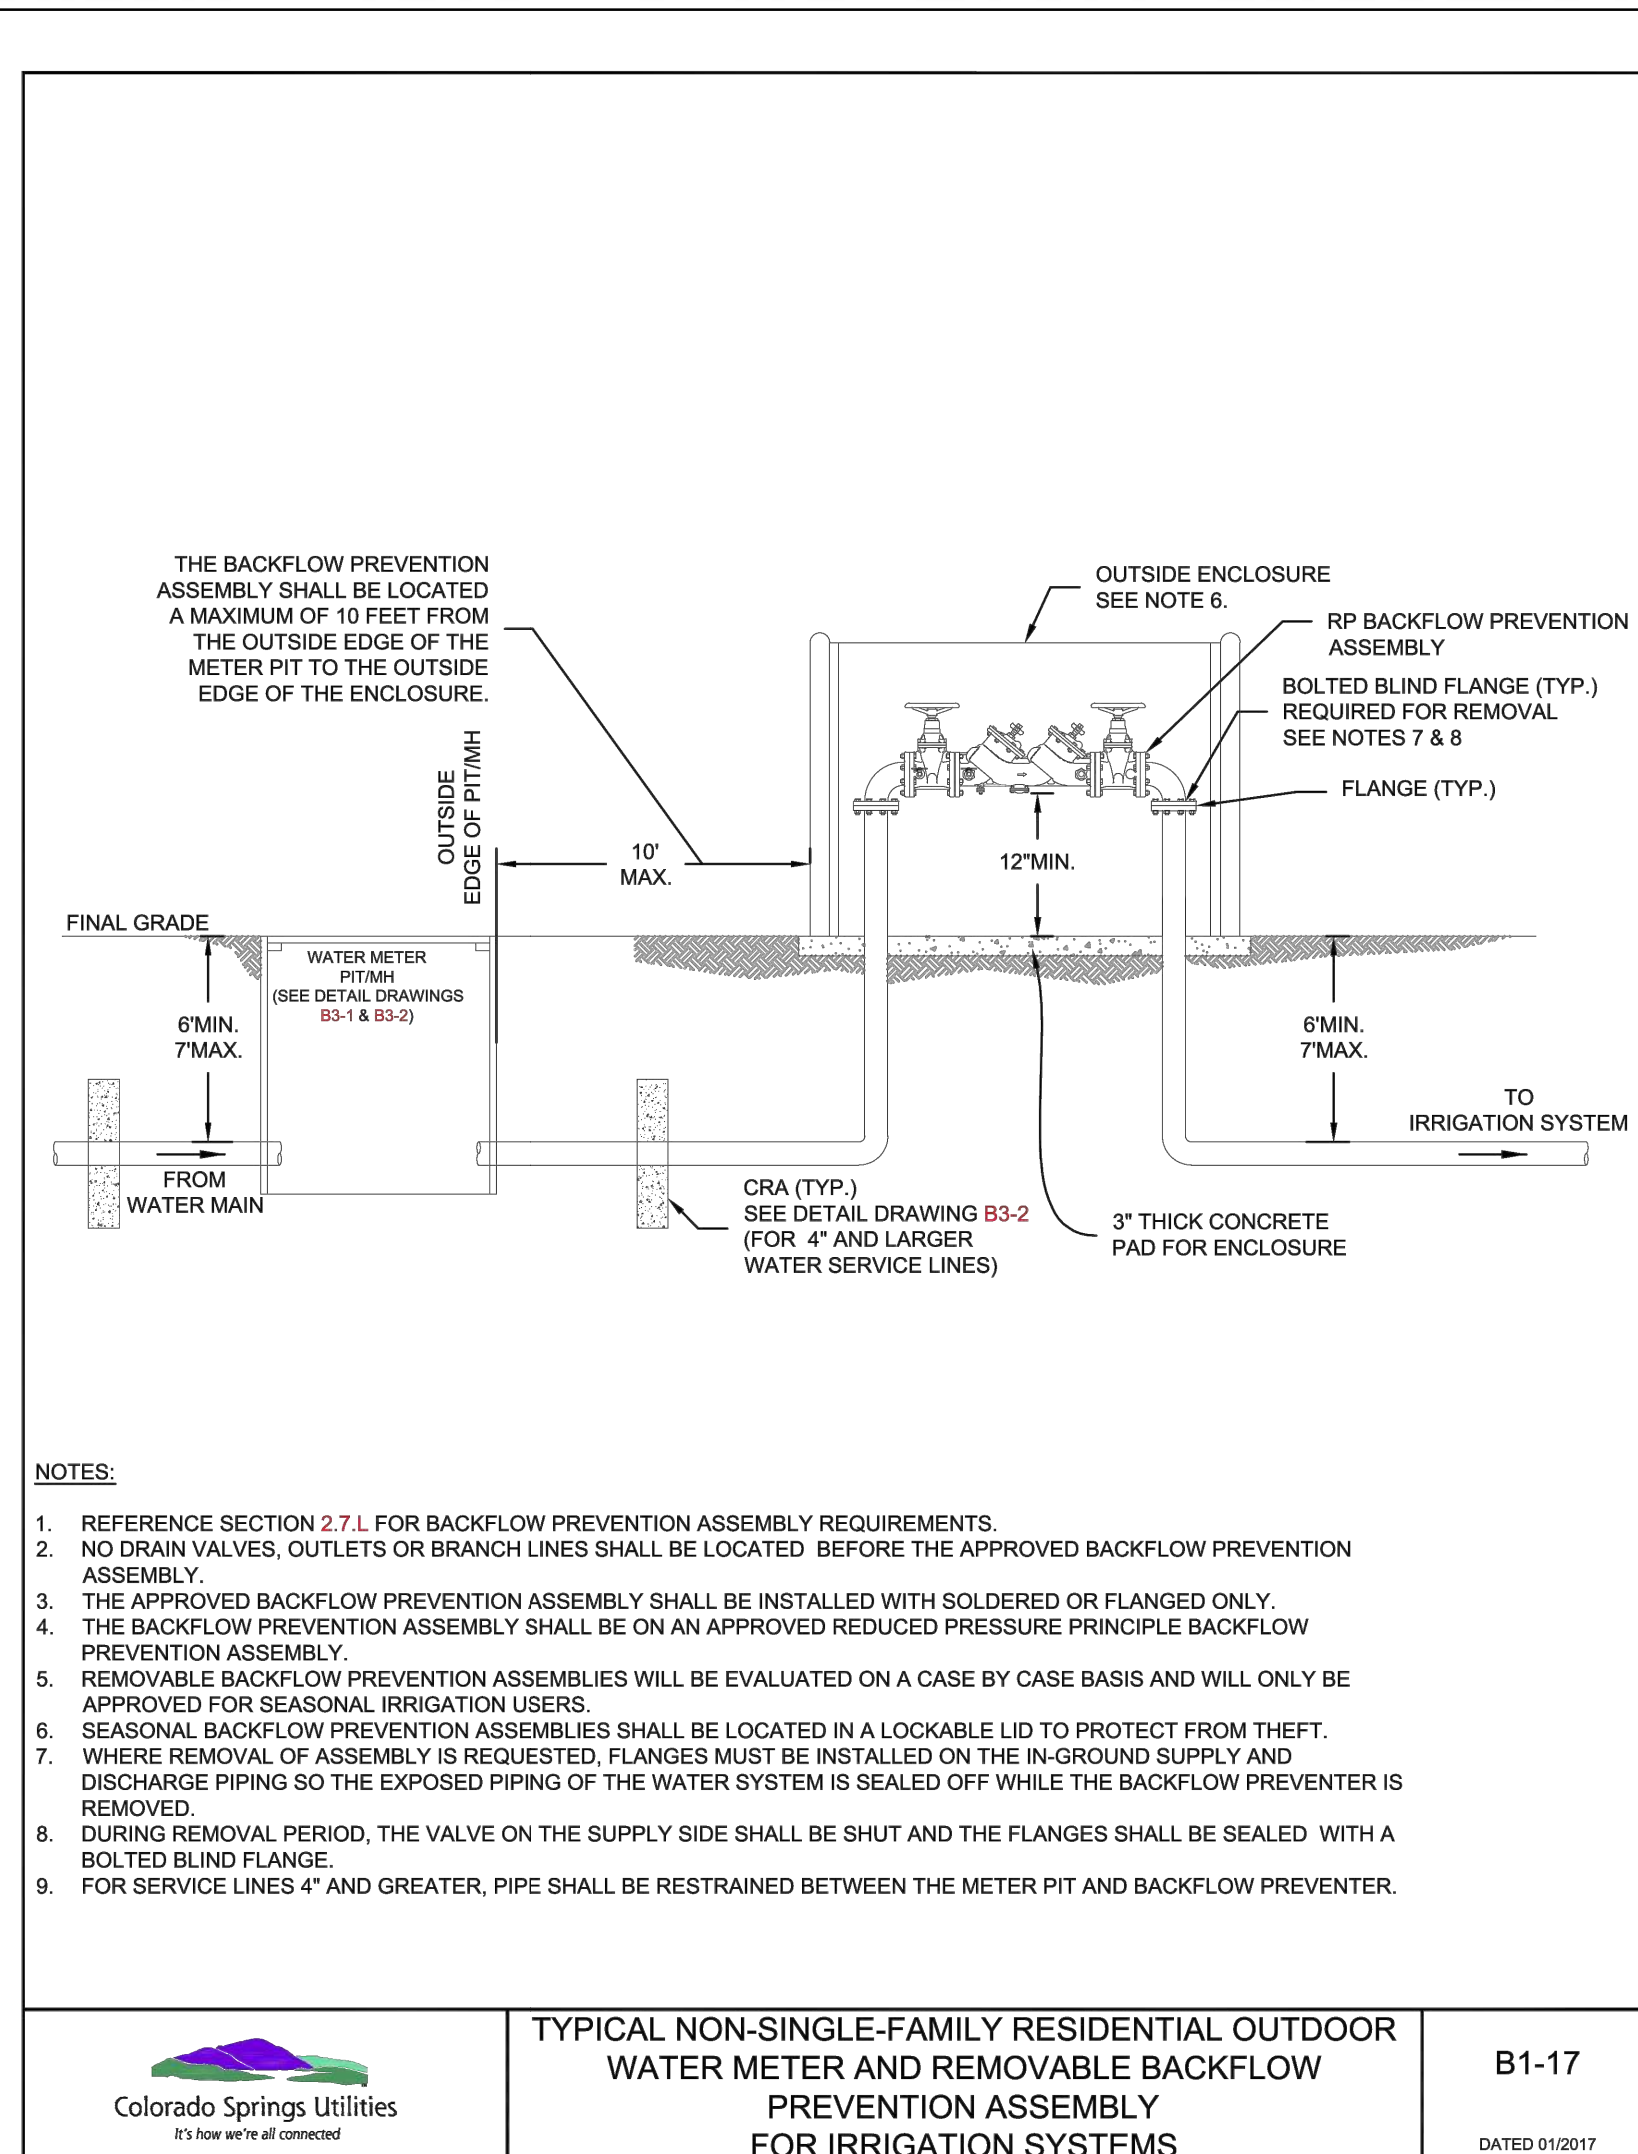 THE BACKFLOW PREVENTION
ASSEMBLY SHALL BE LOCATED
A MAXIMUM OF 10 FEET FROM
THE OUTSIDE EDGE OF THE
METER PIT TO THE OUTSIDE
EDGE OF THE ENCLOSURE.
OUTSIDE ENCLOSURE
SEE NOTE 6.
RP BACKFLOW PREVENTION
ASSEMBLY
BOLTED BLIND FLANGE (TYP.)
REQUIRED FOR REMOVAL
SEE NOTES 7 & 8
FLANGE (TYP.)
OUTSIDE
EDGE OF PIT/MH
10'
MAX.
12"MIN.
FINAL GRADE
WATER METER
PIT/MH
(SEE DETAIL DRAWINGS
B3-1 & B3-2)
6'MIN.
7'MAX.
6'MIN.
7'MAX.
TO
IRRIGATION SYSTEM
FROM
WATER MAIN
CRA (TYP.)
SEE DETAIL DRAWING B3-2
(FOR 4" AND LARGER
WATER SERVICE LINES)
3" THICK CONCRETE
PAD FOR ENCLOSURE
NOTES:
1. REFERENCE SECTION 2.7.L FOR BACKFLOW PREVENTION ASSEMBLY REQUIREMENTS.
2. NO DRAIN VALVES, OUTLETS OR BRANCH LINES SHALL BE LOCATED BEFORE THE APPROVED BACKFLOW PREVENTION
ASSEMBLY.
3. THE APPROVED BACKFLOW PREVENTION ASSEMBLY SHALL BE INSTALLED WITH SOLDERED OR FLANGED ONLY.
4. THE BACKFLOW PREVENTION ASSEMBLY SHALL BE ON AN APPROVED REDUCED PRESSURE PRINCIPLE BACKFLOW
PREVENTION ASSEMBLY.
5. REMOVABLE BACKFLOW PREVENTION ASSEMBLIES WILL BE EVALUATED ON A CASE BY CASE BASIS AND WILL ONLY BE
APPROVED FOR SEASONAL IRRIGATION USERS.
6. SEASONAL BACKFLOW PREVENTION ASSEMBLIES SHALL BE LOCATED IN A LOCKABLE LID TO PROTECT FROM THEFT.
7. WHERE REMOVAL OF ASSEMBLY IS REQUESTED, FLANGES MUST BE INSTALLED ON THE IN-GROUND SUPPLY AND
DISCHARGE PIPING SO THE EXPOSED PIPING OF THE WATER SYSTEM IS SEALED OFF WHILE THE BACKFLOW PREVENTER IS
REMOVED.
8. DURING REMOVAL PERIOD, THE VALVE ON THE SUPPLY SIDE SHALL BE SHUT AND THE FLANGES SHALL BE SEALED WITH A
BOLTED BLIND FLANGE.
9. FOR SERVICE LINES 4" AND GREATER, PIPE SHALL BE RESTRAINED BETWEEN THE METER PIT AND BACKFLOW PREVENTER.
Colorado Springs Utilities
It's how we're all connected
TYPICAL NON-SINGLE-FAMILY RESIDENTIAL OUTDOOR
WATER METER AND REMOVABLE BACKFLOW
PREVENTION ASSEMBLY
FOR IRRIGATION SYSTEMS
B1-17
DATED 01/2017